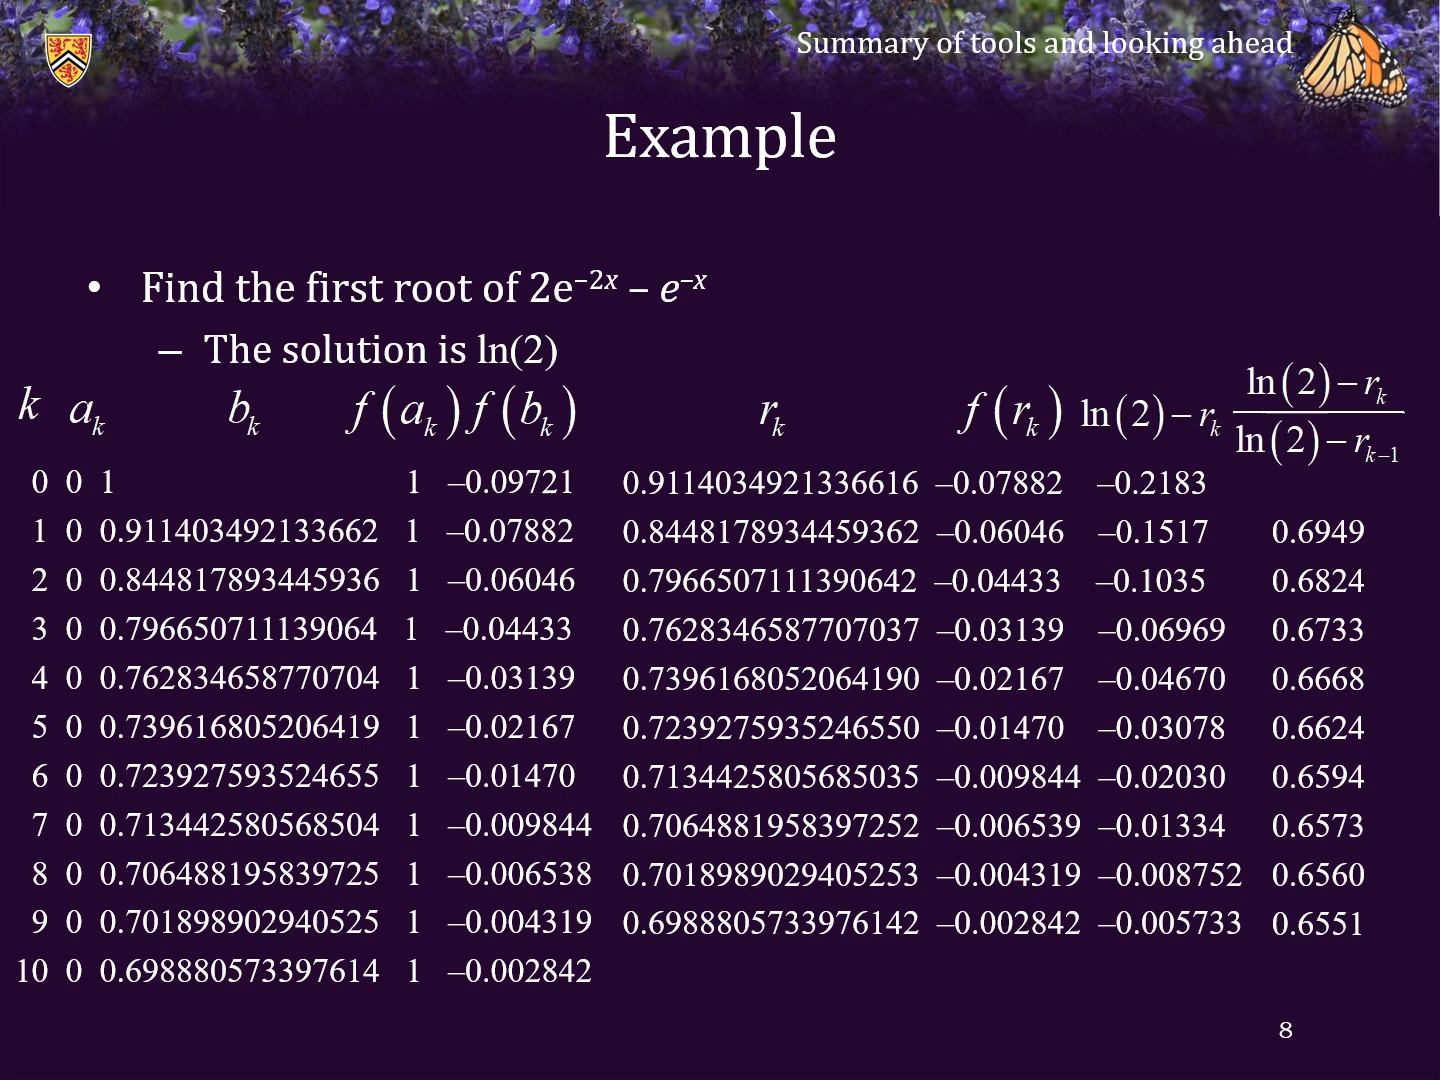 Summary of tools and looking ahead
Example
• Find the first root of 2e⁻²ˣ – e⁻ˣ
– The solution is ln(2)
k aₖ bₖ f(aₖ) f(bₖ) rₖ f(rₖ) ln(2) − rₖ (ln(2) − rₖ)/(ln(2) − rₖ₋₁)
0 0 1 1 –0.09721 0.9114034921336616 –0.07882 –0.2183
1 0 0.911403492133662 1 –0.07882 0.8448178934459362 –0.06046 –0.1517 0.6949
2 0 0.844817893445936 1 –0.06046 0.7966507111390642 –0.04433 –0.1035 0.6824
3 0 0.796650711139064 1 –0.04433 0.7628346587707037 –0.03139 –0.06969 0.6733
4 0 0.762834658770704 1 –0.03139 0.7396168052064190 –0.02167 –0.04670 0.6668
5 0 0.739616805206419 1 –0.02167 0.7239275935246550 –0.01470 –0.03078 0.6624
6 0 0.723927593524655 1 –0.01470 0.7134425805685035 –0.009844 –0.02030 0.6594
7 0 0.713442580568504 1 –0.009844 0.7064881958397252 –0.006539 –0.01334 0.6573
8 0 0.706488195839725 1 –0.006538 0.7018989029405253 –0.004319 –0.008752 0.6560
9 0 0.701898902940525 1 –0.004319 0.6988805733976142 –0.002842 –0.005733 0.6551
10 0 0.698880573397614 1 –0.002842
8